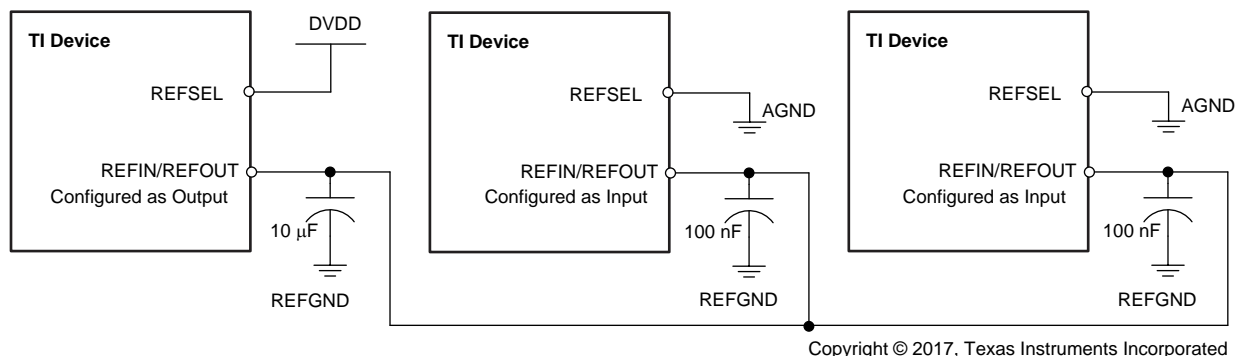 TI Device
DVDD
REFSEL
REFIN/REFOUT
Configured as Output
10 μF
REFGND
TI Device
REFSEL
AGND
REFIN/REFOUT
Configured as Input
100 nF
REFGND
TI Device
REFSEL
AGND
REFIN/REFOUT
Configured as Input
100 nF
REFGND
Copyright © 2017, Texas Instruments Incorporated